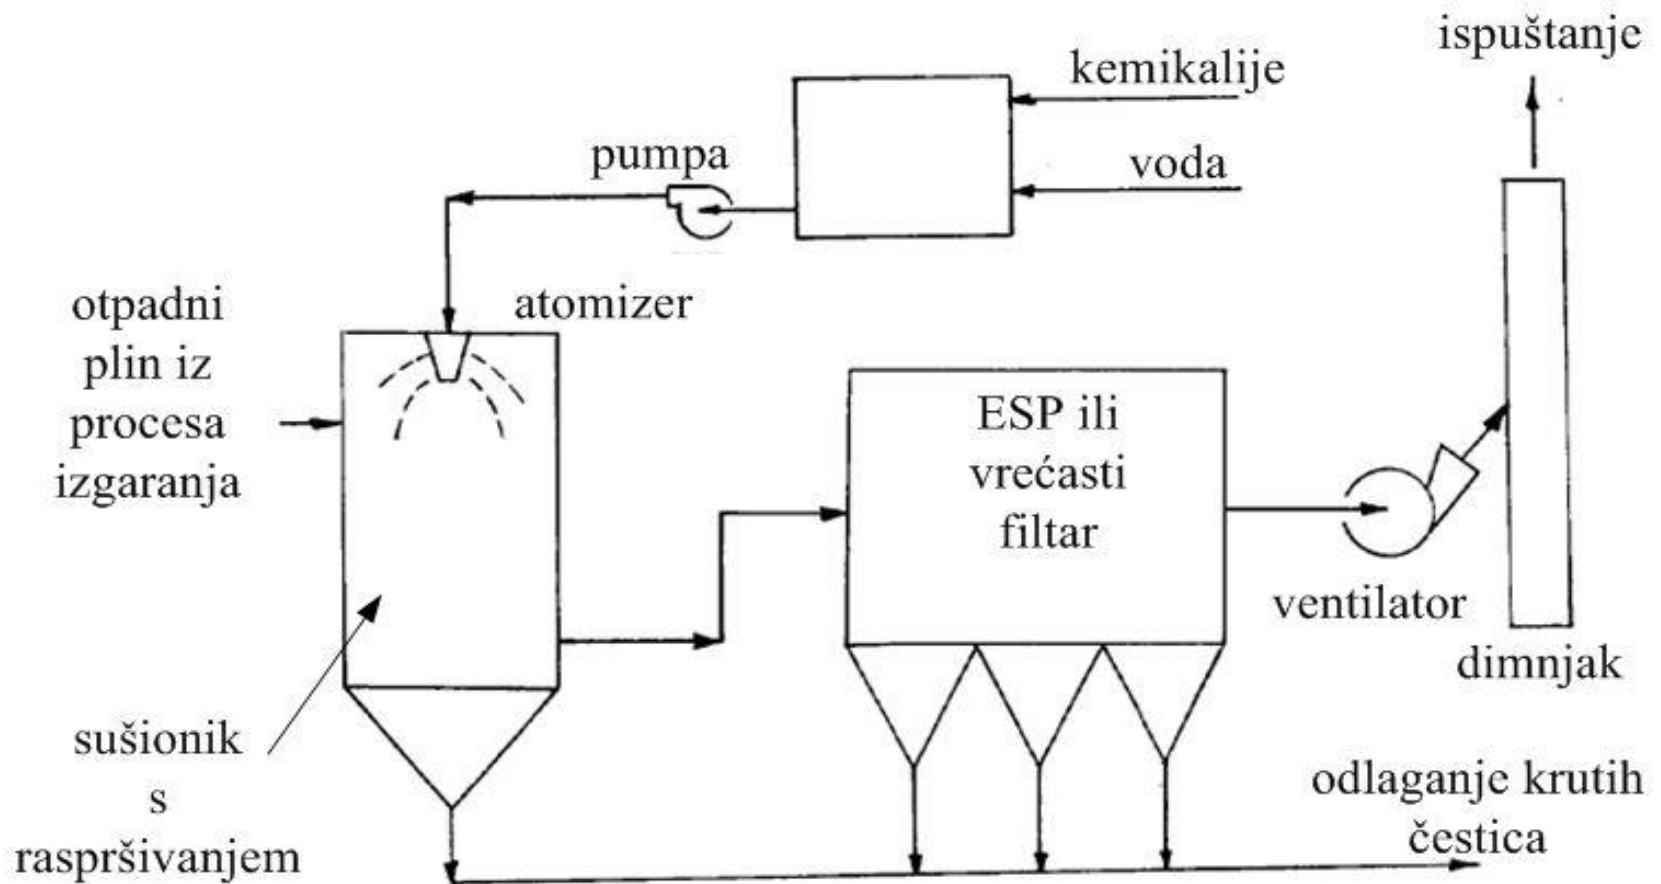 ispuštanje
kemikalije
pumpa
voda
otpadni
plin iz
procesa
izgaranja
atomizer
ESP ili
vrećasti
filtar
ventilator
dimnjak
sušionik
s
raspršivanjem
odlaganje krutih
čestica